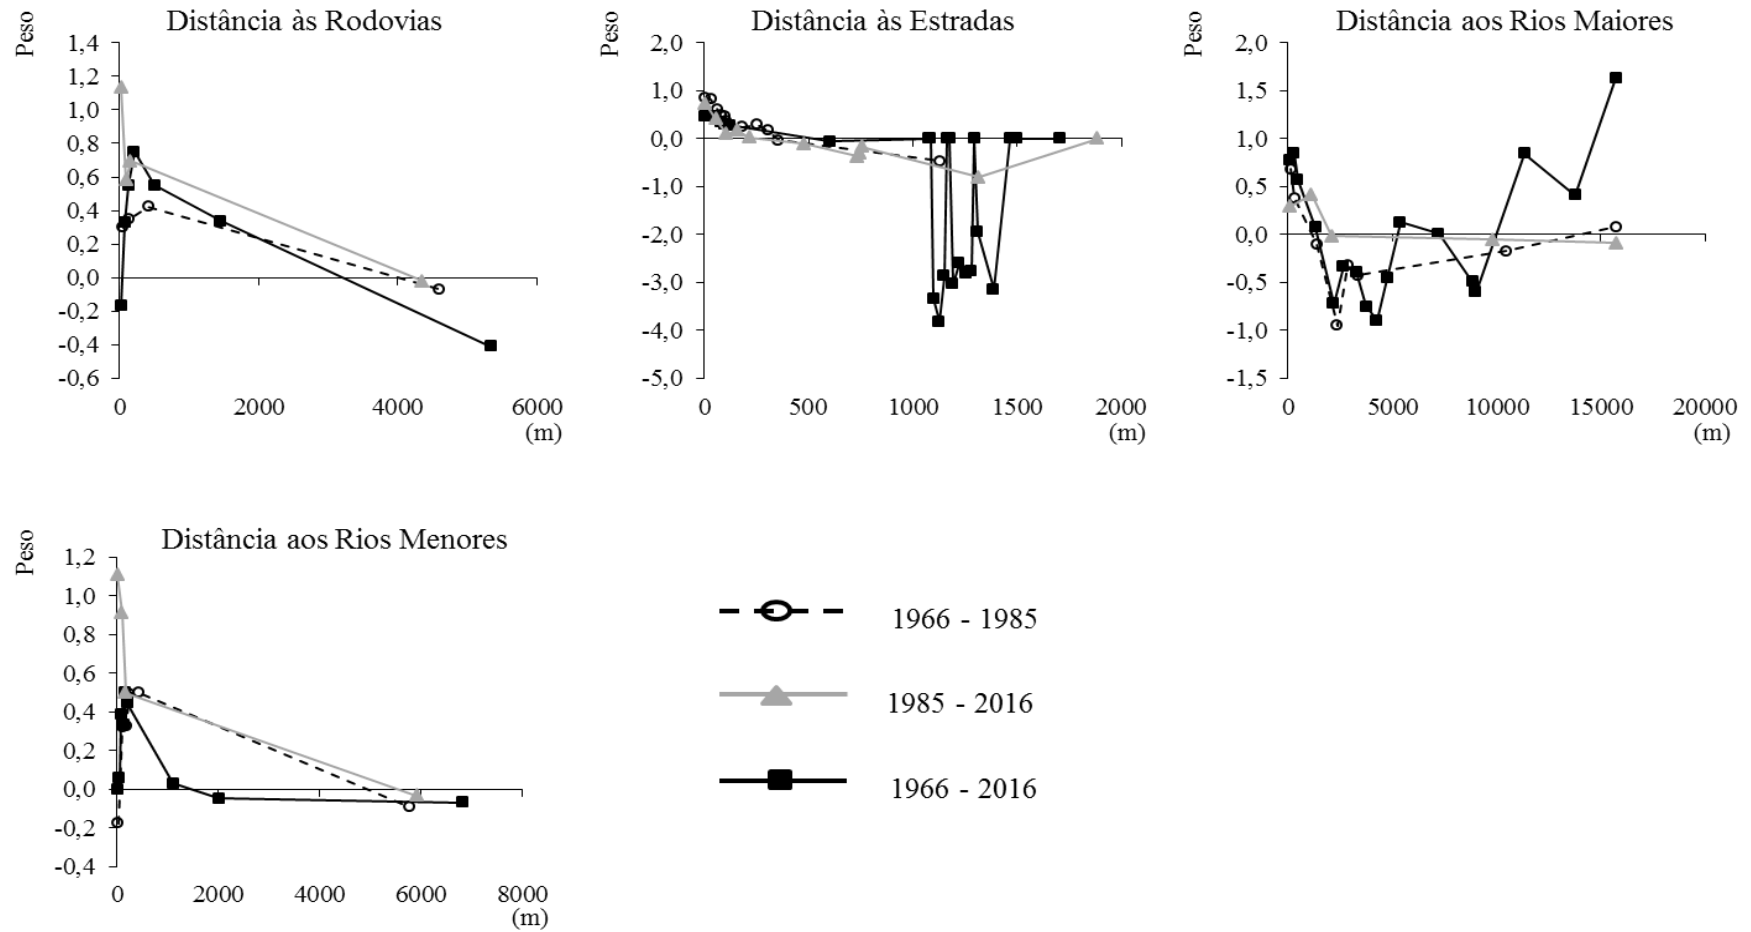 Distância às Rodovias
Peso
1,4
1,2
1,0
0,8
0,6
0,4
0,2
0,0
-0,2
-0,4
-0,6
0 2000 4000 6000
(m)
Distância às Estradas
Peso
2,0
1,0
0,0
-1,0
-2,0
-3,0
-4,0
-5,0
0 500 1000 1500 2000
(m)
Distância aos Rios Maiores
Peso
2,0
1,5
1,0
0,5
0,0
-0,5
-1,0
-1,5
0 5000 10000 15000 20000
(m)
Distância aos Rios Menores
Peso
1,2
1,0
0,8
0,6
0,4
0,2
0,0
-0,2
-0,4
0 2000 4000 6000 8000
(m)
1966 - 1985
1985 - 2016
1966 - 2016